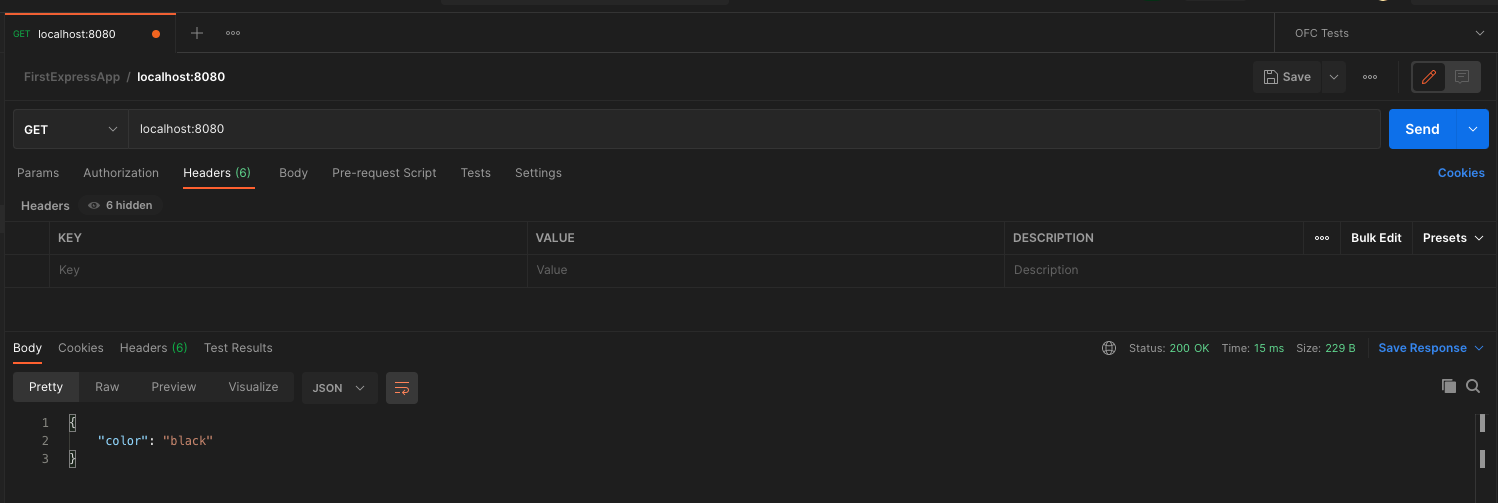 GET localhost:8080
OFC Tests
FirstExpressApp / localhost:8080
Save
GET localhost:8080 Send
Params Authorization Headers (6) Body Pre-request Script Tests Settings Cookies
Headers 6 hidden
KEY VALUE DESCRIPTION Bulk Edit Presets
Key Value Description
Body Cookies Headers (6) Test Results Status: 200 OK Time: 15 ms Size: 229 B Save Response
Pretty Raw Preview Visualize JSON
1 {
2 "color": "black"
3 }